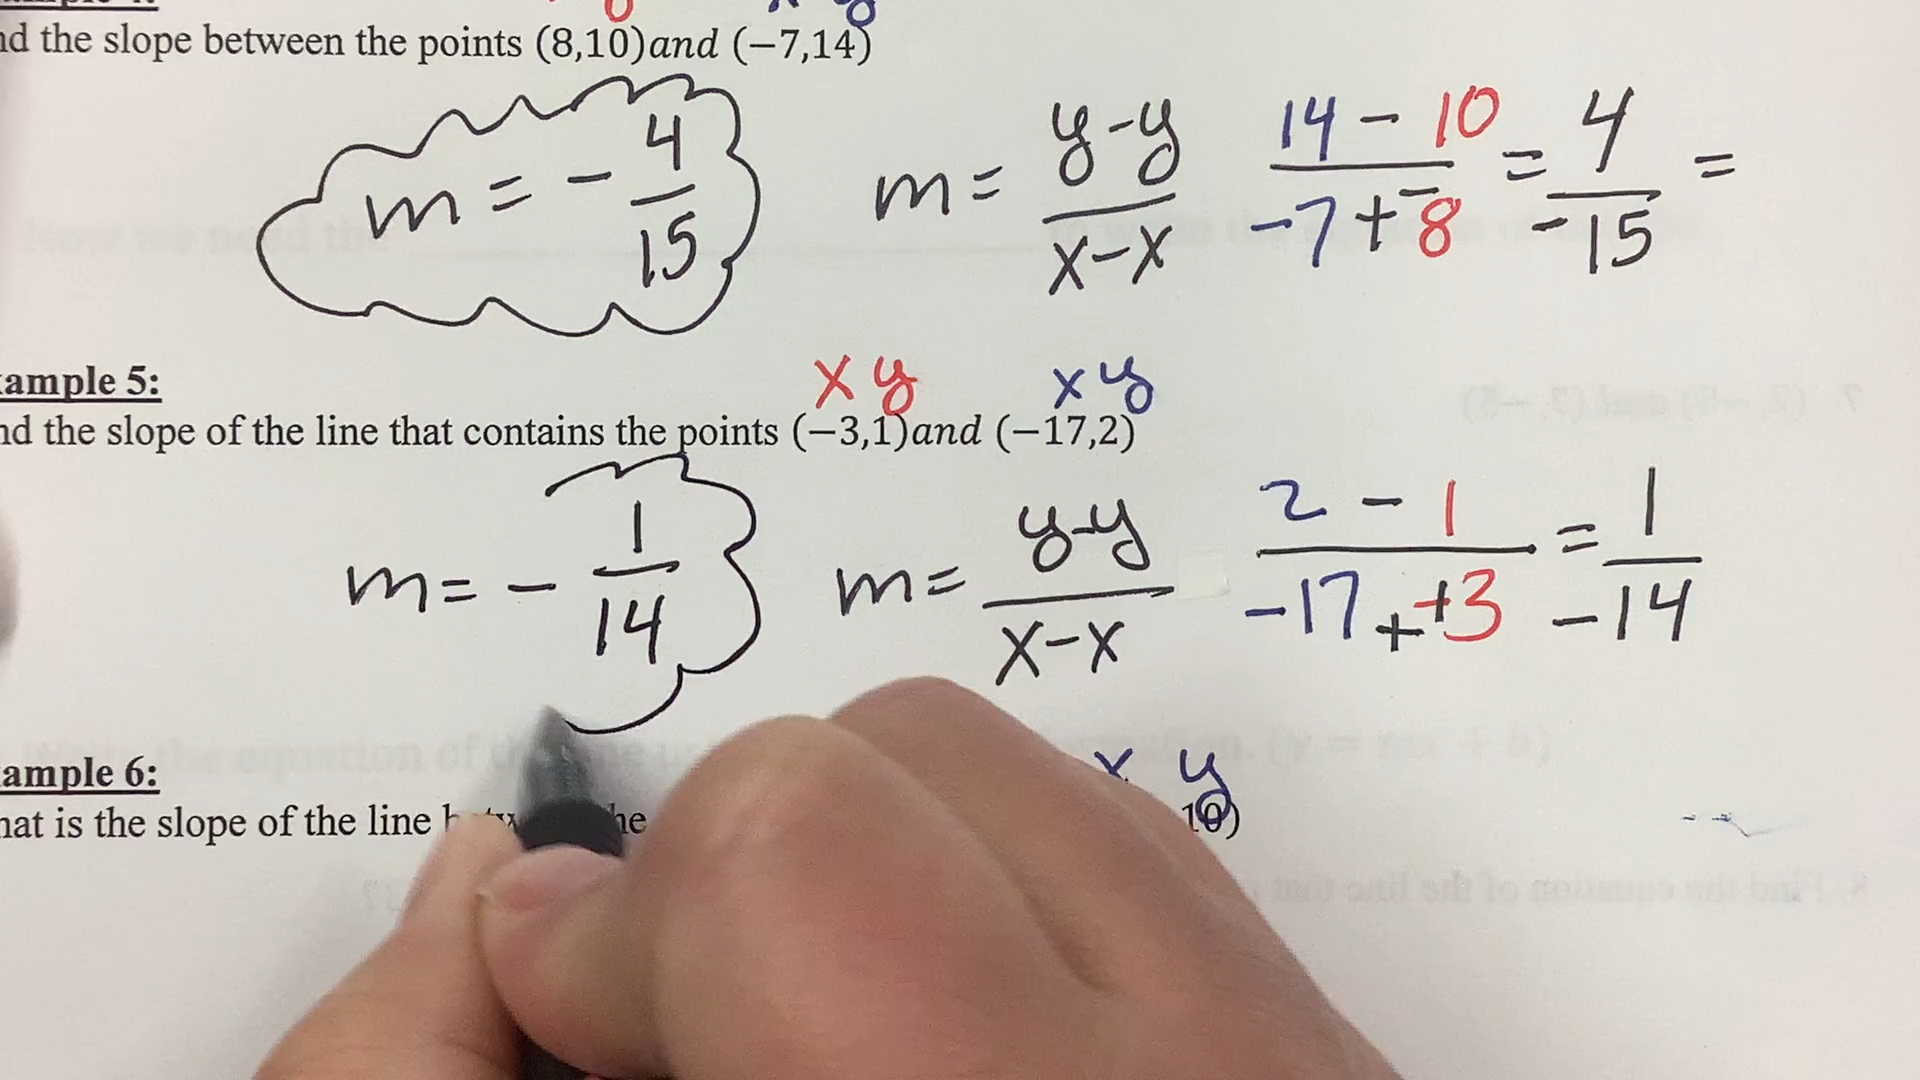 nd the slope between the points (8,10)and (−7,14)
m = - 4/15
m = y-y/x-x 14 - 10/-7 + -8 = 4/-15 =
ample 5:
x y x y
nd the slope of the line that contains the points (−3,1)and (−17,2)
m = - 1/14
m = y-y/x-x 2 - 1/-17 + +3 = 1/-14
ample 6:
x y
hat is the slope of the line he 10)